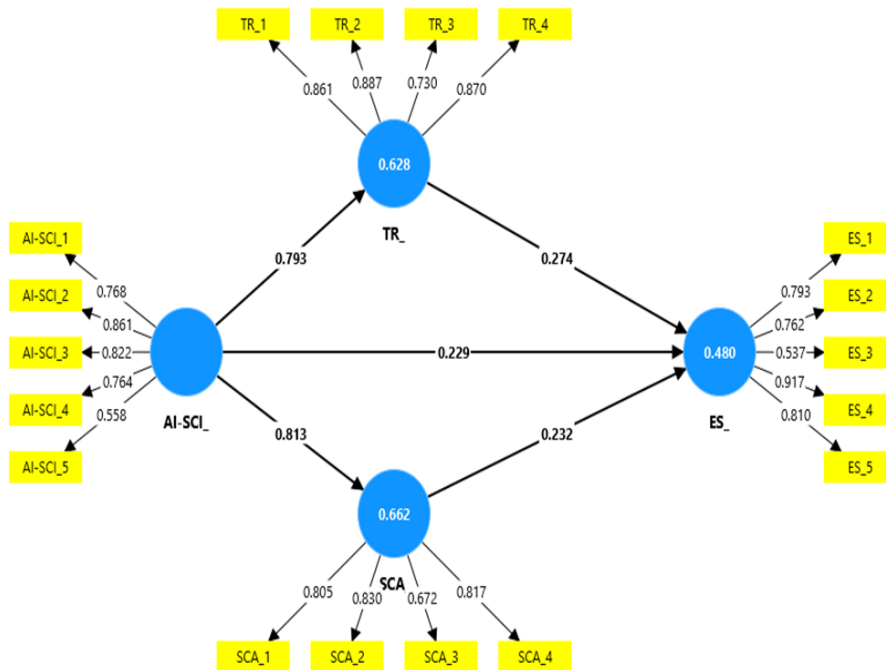 TR_1 TR_2 TR_3 TR_4
0.861 0.887 0.730 0.870
0.628
TR_
0.793
0.274
AI-SCI_1
AI-SCI_2
AI-SCI_3
AI-SCI_4
AI-SCI_5
0.768
0.861
0.822
0.764
0.558
AI-SCI_
0.229
0.480
ES_
0.793
0.762
0.537
0.917
0.810
ES_1
ES_2
ES_3
ES_4
ES_5
0.813
0.232
0.662
SCA
0.805 0.830 0.672 0.817
SCA_1 SCA_2 SCA_3 SCA_4